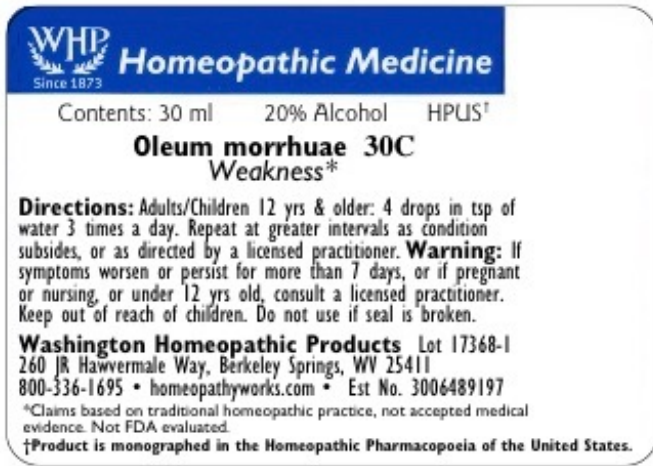 WHP
Since 1873
Homeopathic Medicine
Contents: 30 ml 20% Alcohol HPUS†
Oleum morrhuae 30C
Weakness*
Directions: Adults/Children 12 yrs & older: 4 drops in tsp of
water 3 times a day. Repeat at greater intervals as condition
subsides, or as directed by a licensed practitioner. Warning: If
symptoms worsen or persist for more than 7 days, or if pregnant
or nursing, or under 12 yrs old, consult a licensed practitioner.
Keep out of reach of children. Do not use if seal is broken.
Washington Homeopathic Products Lot 17368-1
260 JR Hawvermale Way, Berkeley Springs, WV 25411
800-336-1695 • homeopathyworks.com • Est No. 3006489197
*Claims based on traditional homeopathic practice, not accepted medical
evidence. Not FDA evaluated.
†Product is monographed in the Homeopathic Pharmacopoeia of the United States.